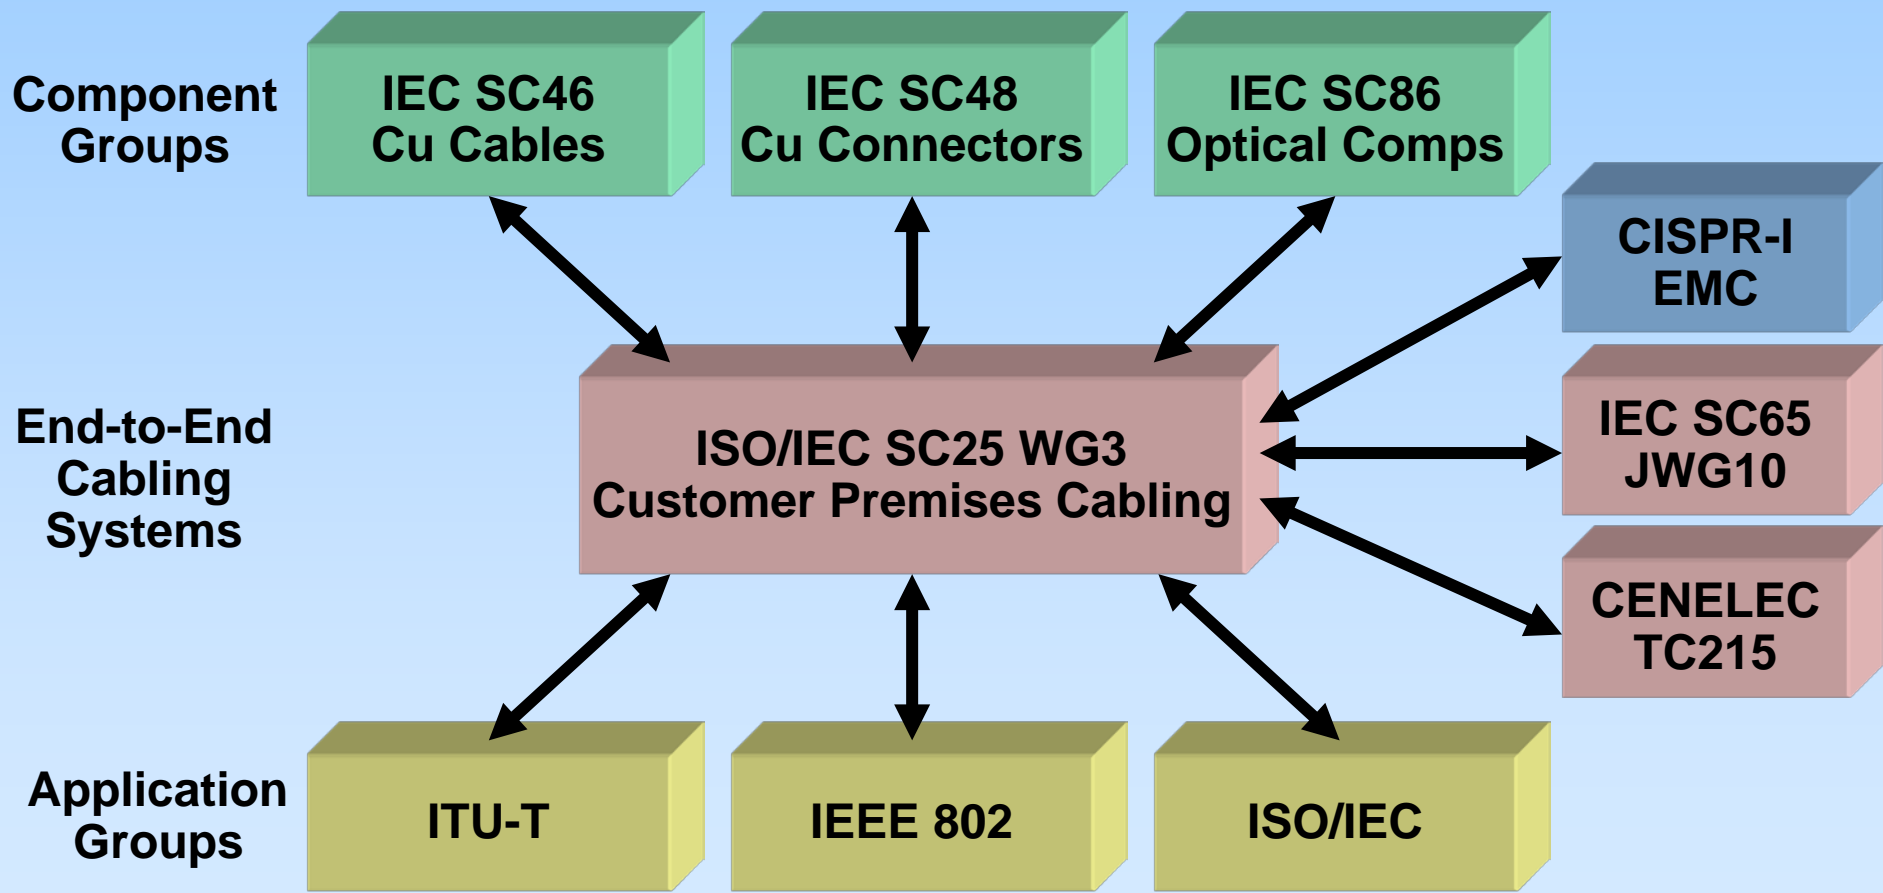 Component
Groups
IEC SC46
Cu Cables
IEC SC48
Cu Connectors
IEC SC86
Optical Comps
CISPR-I
EMC
End-to-End
Cabling
Systems
ISO/IEC SC25 WG3
Customer Premises Cabling
IEC SC65
JWG10
CENELEC
TC215
Application
Groups
ITU-T
IEEE 802
ISO/IEC